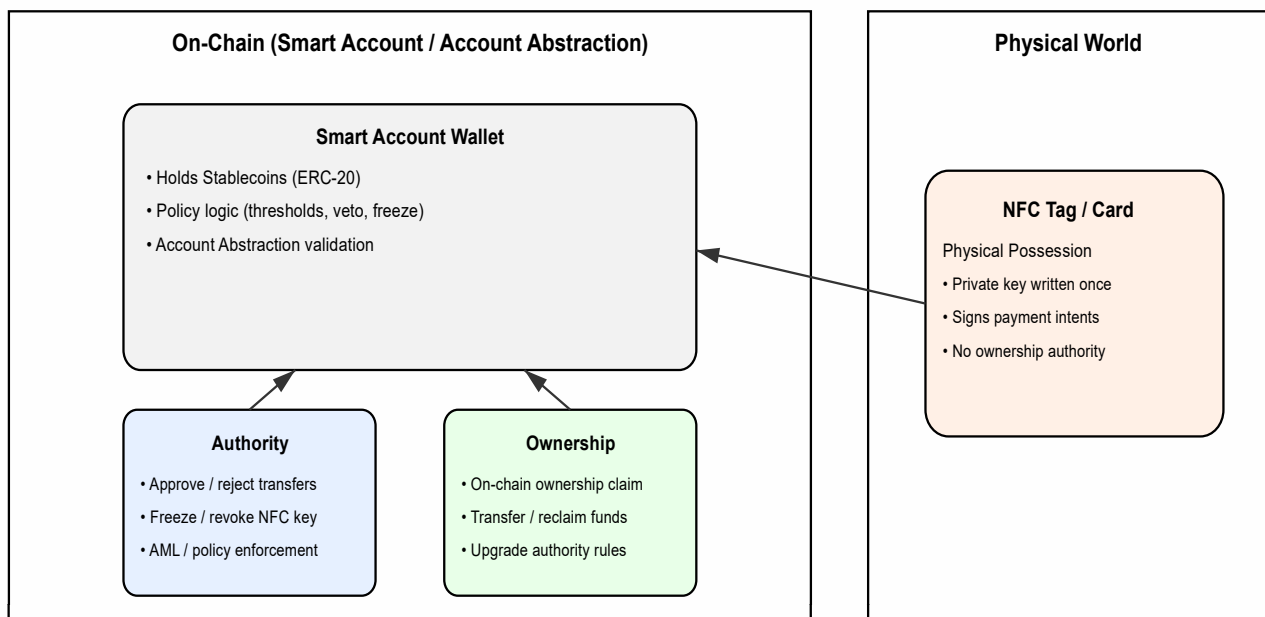 On-Chain (Smart Account / Account Abstraction)
Smart Account Wallet
• Holds Stablecoins (ERC-20)
• Policy logic (thresholds, veto, freeze)
• Account Abstraction validation
Authority
• Approve / reject transfers
• Freeze / revoke NFC key
• AML / policy enforcement
Ownership
• On-chain ownership claim
• Transfer / reclaim funds
• Upgrade authority rules
Physical World
NFC Tag / Card
Physical Possession
• Private key written once
• Signs payment intents
• No ownership authority